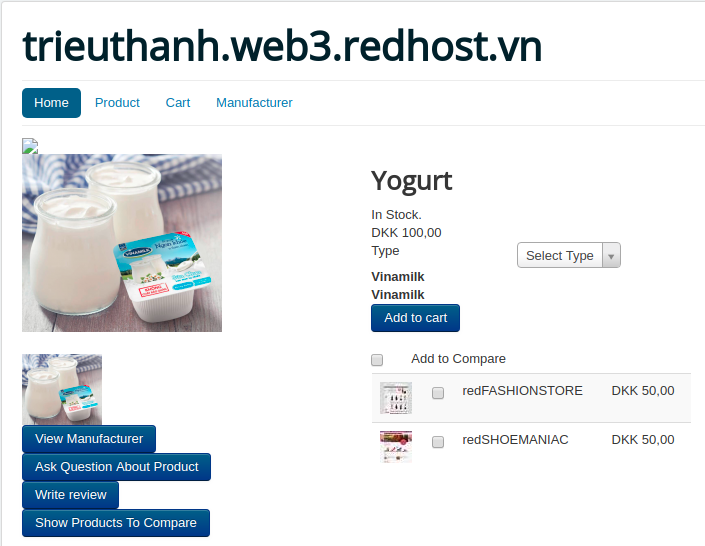 trieuthanh.web3.redhost.vn
Home Product Cart Manufacturer
VINAMILK
Yogurt
In Stock.
DKK 100,00
Type Select Type
Vinamilk
Vinamilk
Add to cart
Add to Compare
redFASHIONSTORE DKK 50,00
redSHOEMANIAC DKK 50,00
View Manufacturer
Ask Question About Product
Write review
Show Products To Compare